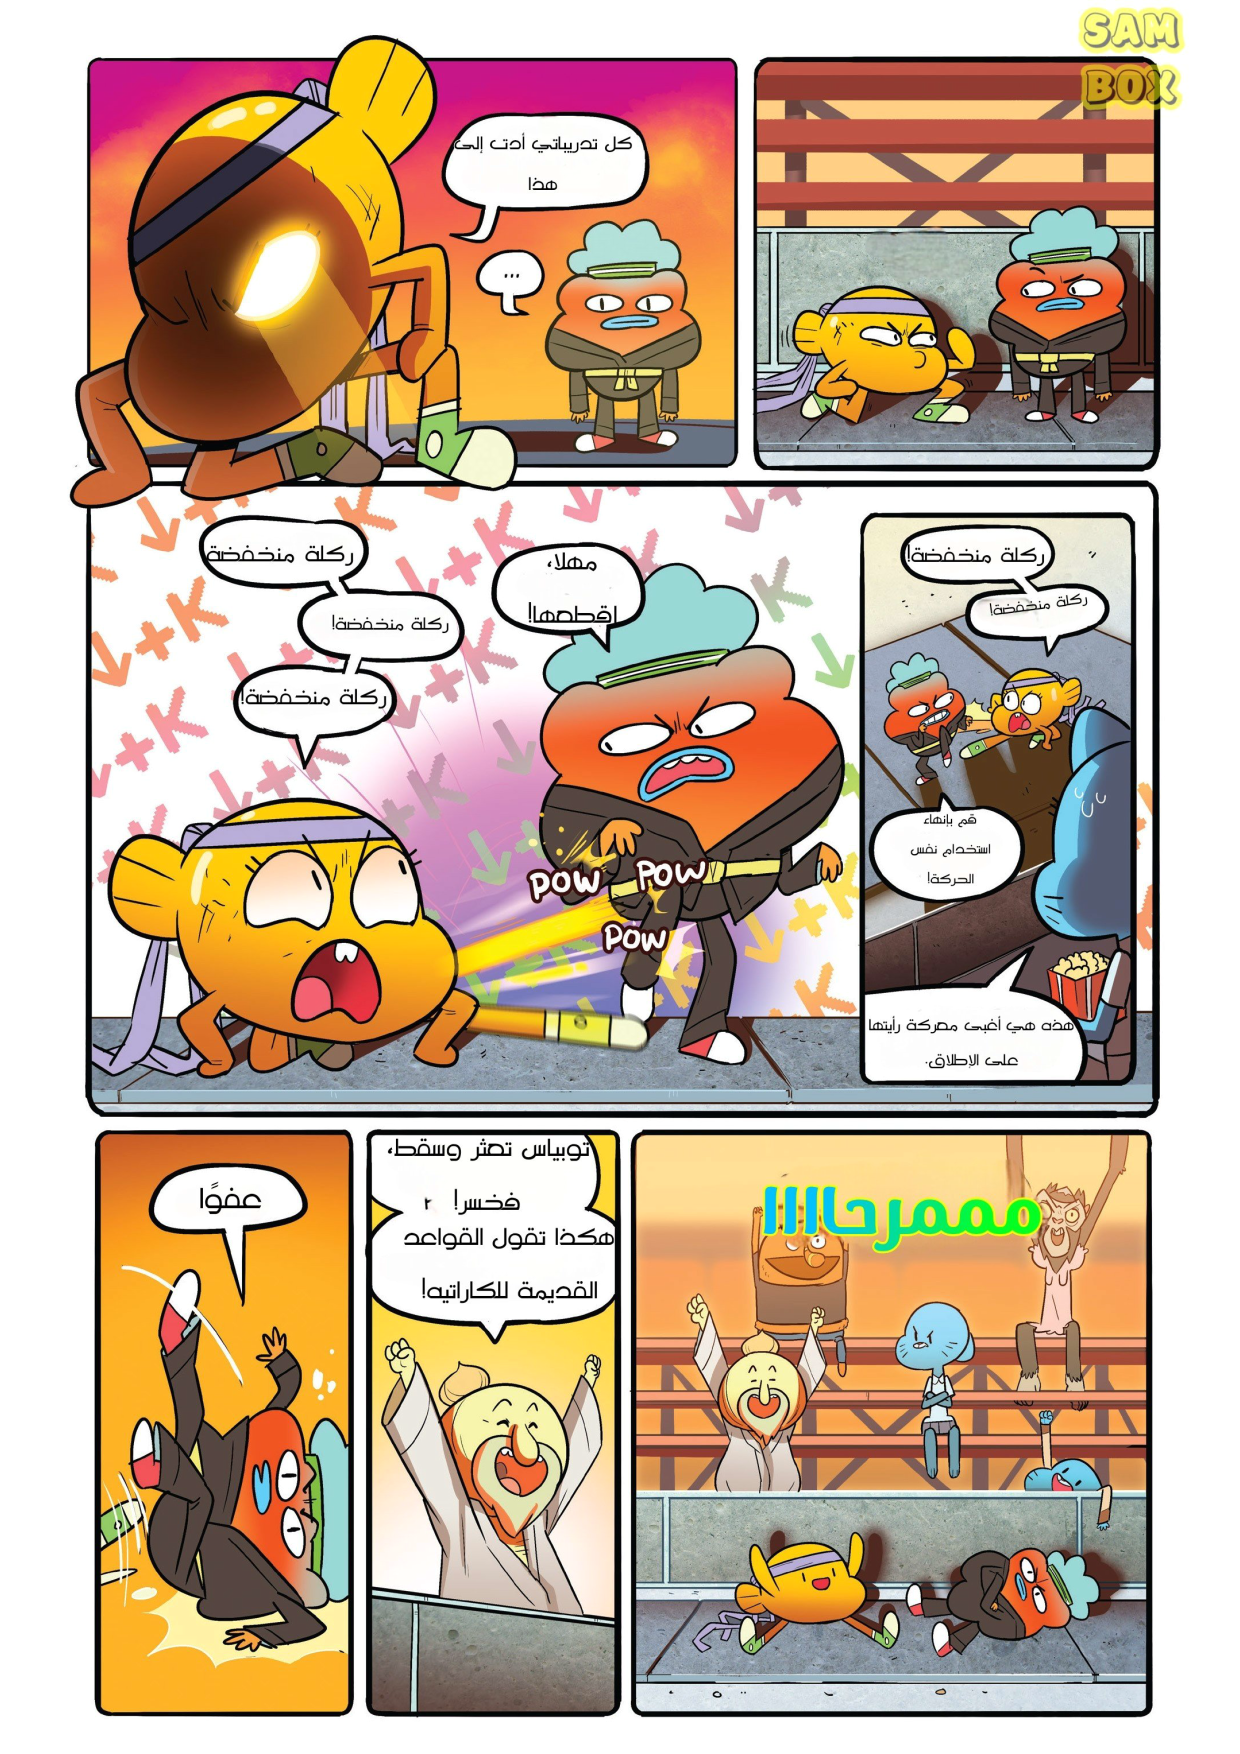 SAM
BOX
كل تدريباتي أدت إلى
هذا
...
ركلة منخفضة!
ركلة منخفضة!
قم بإنهاء
استخدام نفس
الحركة!
هذه هي أغبى معركة رأيتها
على الإطلاق.
مهلا،
اقطعها!
ركلة منخفضة
ركلة منخفضة!
ركلة منخفضة!
POW
POW
POW
توبياس تعثر وسقط،
فخسر!
هكذا تقول القواعد
القديمة للكاراتيه!
عفوًا
مممرحاااا